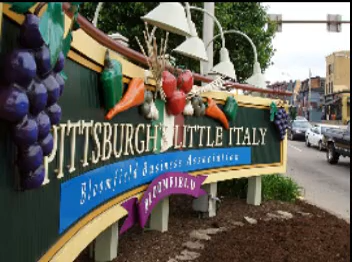 PITTSBURGH'S LITTLE ITALY
Bloomfield Business Association
BLOOMFIELD